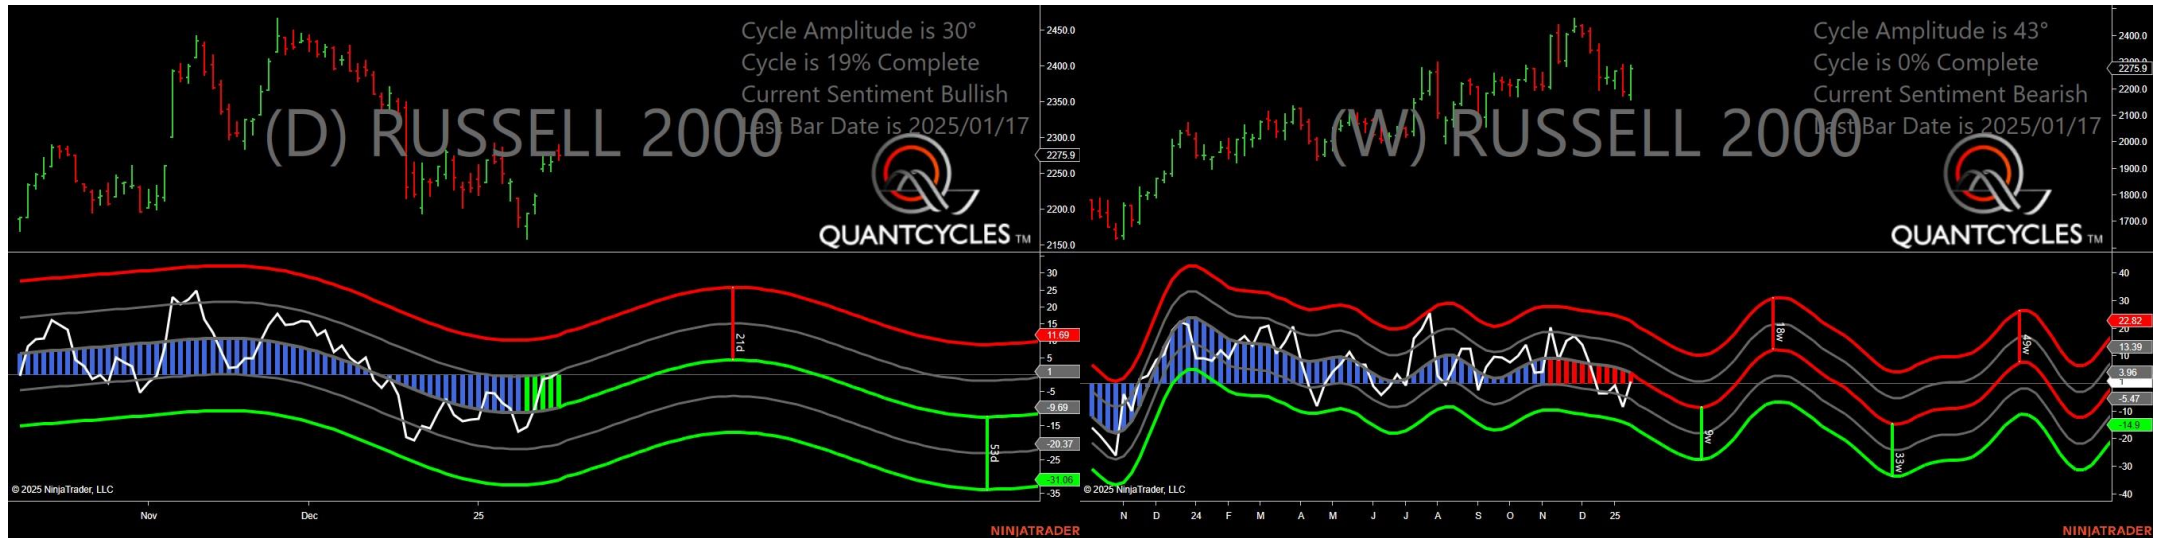 Cycle Amplitude is 30°
Cycle is 19% Complete
Current Sentiment Bullish
Last Bar Date is 2025/01/17
(D) RUSSELL 2000
QUANTCYCLES TM
2450.0
2400.0
2350.0
2300.0
2275.9
2250.0
2200.0
2150.0
30
25
20
15
11.69
5
1
-5
-9.69
-15
-20.37
-25
-31.06
-35
21d
53d
© 2025 NinjaTrader, LLC
Nov
Dec
25
NINJATRADER
Cycle Amplitude is 43°
Cycle is 0% Complete
Current Sentiment Bearish
Last Bar Date is 2025/01/17
(W) RUSSELL 2000
QUANTCYCLES TM
2400.0
2275.9
2200.0
2100.0
2000.0
1900.0
1800.0
1700.0
40
30
22.82
13.39
10
3.96
1
-5.47
-10
-14.9
-20
-30
-40
9w
18w
33w
49w
© 2025 NinjaTrader, LLC
N D 24 F M A M J J A S O N D 25
NINJATRADER